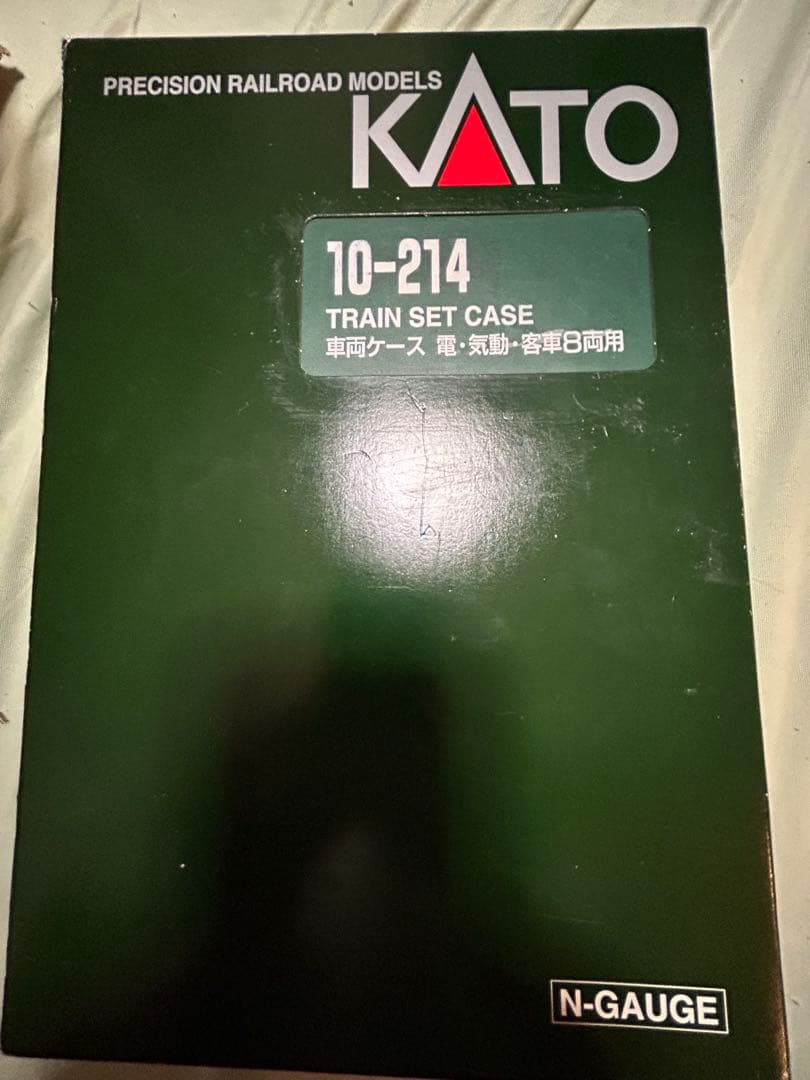 PRECISION RAILROAD MODELS
KATO
10-214
TRAIN SET CASE
車両ケース 電・気動・客車8両用
N-GAUGE